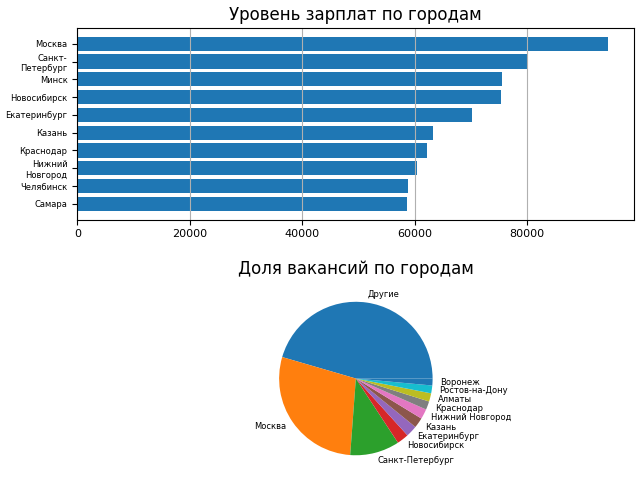 Уровень зарплат по городам
Москва
Санкт-
Петербург
Минск
Новосибирск
Екатеринбург
Казань
Краснодар
Нижний
Новгород
Челябинск
Самара
0 20000 40000 60000 80000
Доля вакансий по городам
Другие
Воронеж
Ростов-на-Дону
Алматы
Краснодар
Нижний Новгород
Казань
Екатеринбург
Новосибирск
Санкт-Петербург
Москва